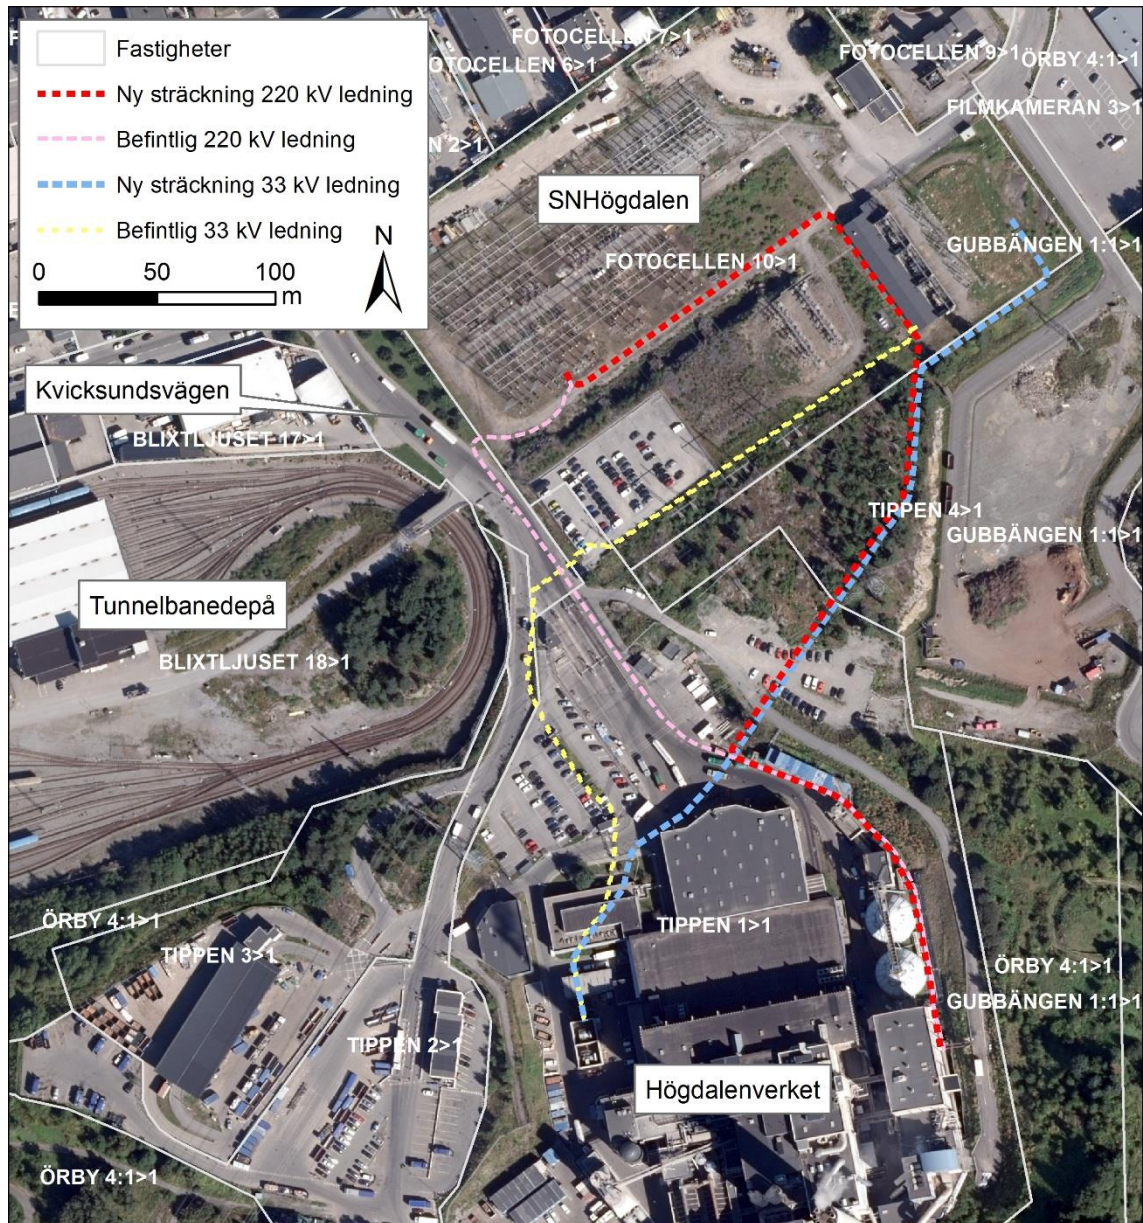 Fastigheter
Ny sträckning 220 kV ledning
Befintlig 220 kV ledning
Ny sträckning 33 kV ledning
Befintlig 33 kV ledning
0 50 100
m
N
FOTOCELLEN 7>1
FOTOCELLEN 9>1
ÖRBY 4:1>1
OTOCELLEN 6>1
FILMKAMERAN 3>1
N 2>1
SNHögdalen
GUBBÄNGEN 1:1>1
FOTOCELLEN 10>1
Kvicksundsvägen
BLIXTLJUSET 17>1
TIPPEN 4>1
GUBBÄNGEN 1:1>1
Tunnelbanedepå
BLIXTLJUSET 18>1
ÖRBY 4:1>1
TIPPEN 3>1
TIPPEN 1>1
ÖRBY 4:1>1
GUBBÄNGEN 1:1>1
TIPPEN 2>1
Högdalenverket
ÖRBY 4:1>1